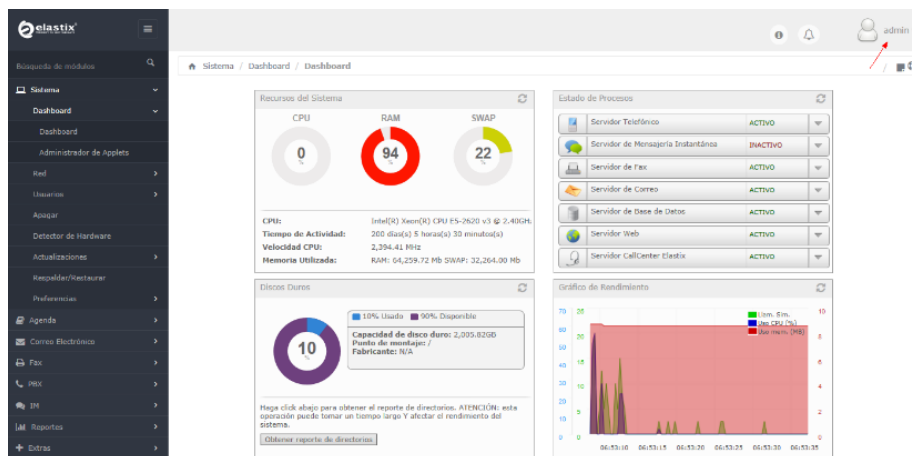 elastix
admin
Búsqueda de módulos
Sistema / Dashboard / Dashboard
Sistema
Dashboard
Dashboard
Administrador de Applets
Red
Usuarios
Apagar
Detector de Hardware
Actualizaciones
Respaldar/Restaurar
Preferencias
Agenda
Correo Electrónico
Fax
PBX
IM
Reportes
Extras
Recursos del Sistema
CPU RAM SWAP
0 % 94 % 22 %
CPU: Intel(R) Xeon(R) CPU E5-2620 v3 @ 2.40GH
Tiempo de Actividad: 200 días(s) 5 horas(s) 30 minutos(s)
Velocidad CPU: 2,394.41 MHz
Memoria Utilizada: RAM: 64,259.72 Mb SWAP: 32,264.00 Mb
Estado de Procesos
Servidor Telefónico ACTIVO
Servidor de Mensajería Instantánea INACTIVO
Servidor de Fax ACTIVO
Servidor de Correo ACTIVO
Servidor de Base de Datos ACTIVO
Servidor Web ACTIVO
Servidor CallCenter Elastix ACTIVO
Discos Duros
10 %
10% Usado 90% Disponible
Capacidad de disco duro: 2,005.82GB
Punto de montaje: /
Fabricante: N/A
Haga click abajo para obtener el reporte de directorios. ATENCIÓN: esta
operación puede tomar un tiempo largo Y afectar el rendimiento del
sistema.
Obtener reporte de directorios
Gráfico de Rendimiento
70 20 10
Llam. Sim.
Uso CPU (%)
Uso mem. (MB)
60
50 15
8
6
40
30 10
4
20 5
2
10
0 0 0
06:53:10 06:53:15 06:53:20 06:53:25 06:53:30 06:53:35